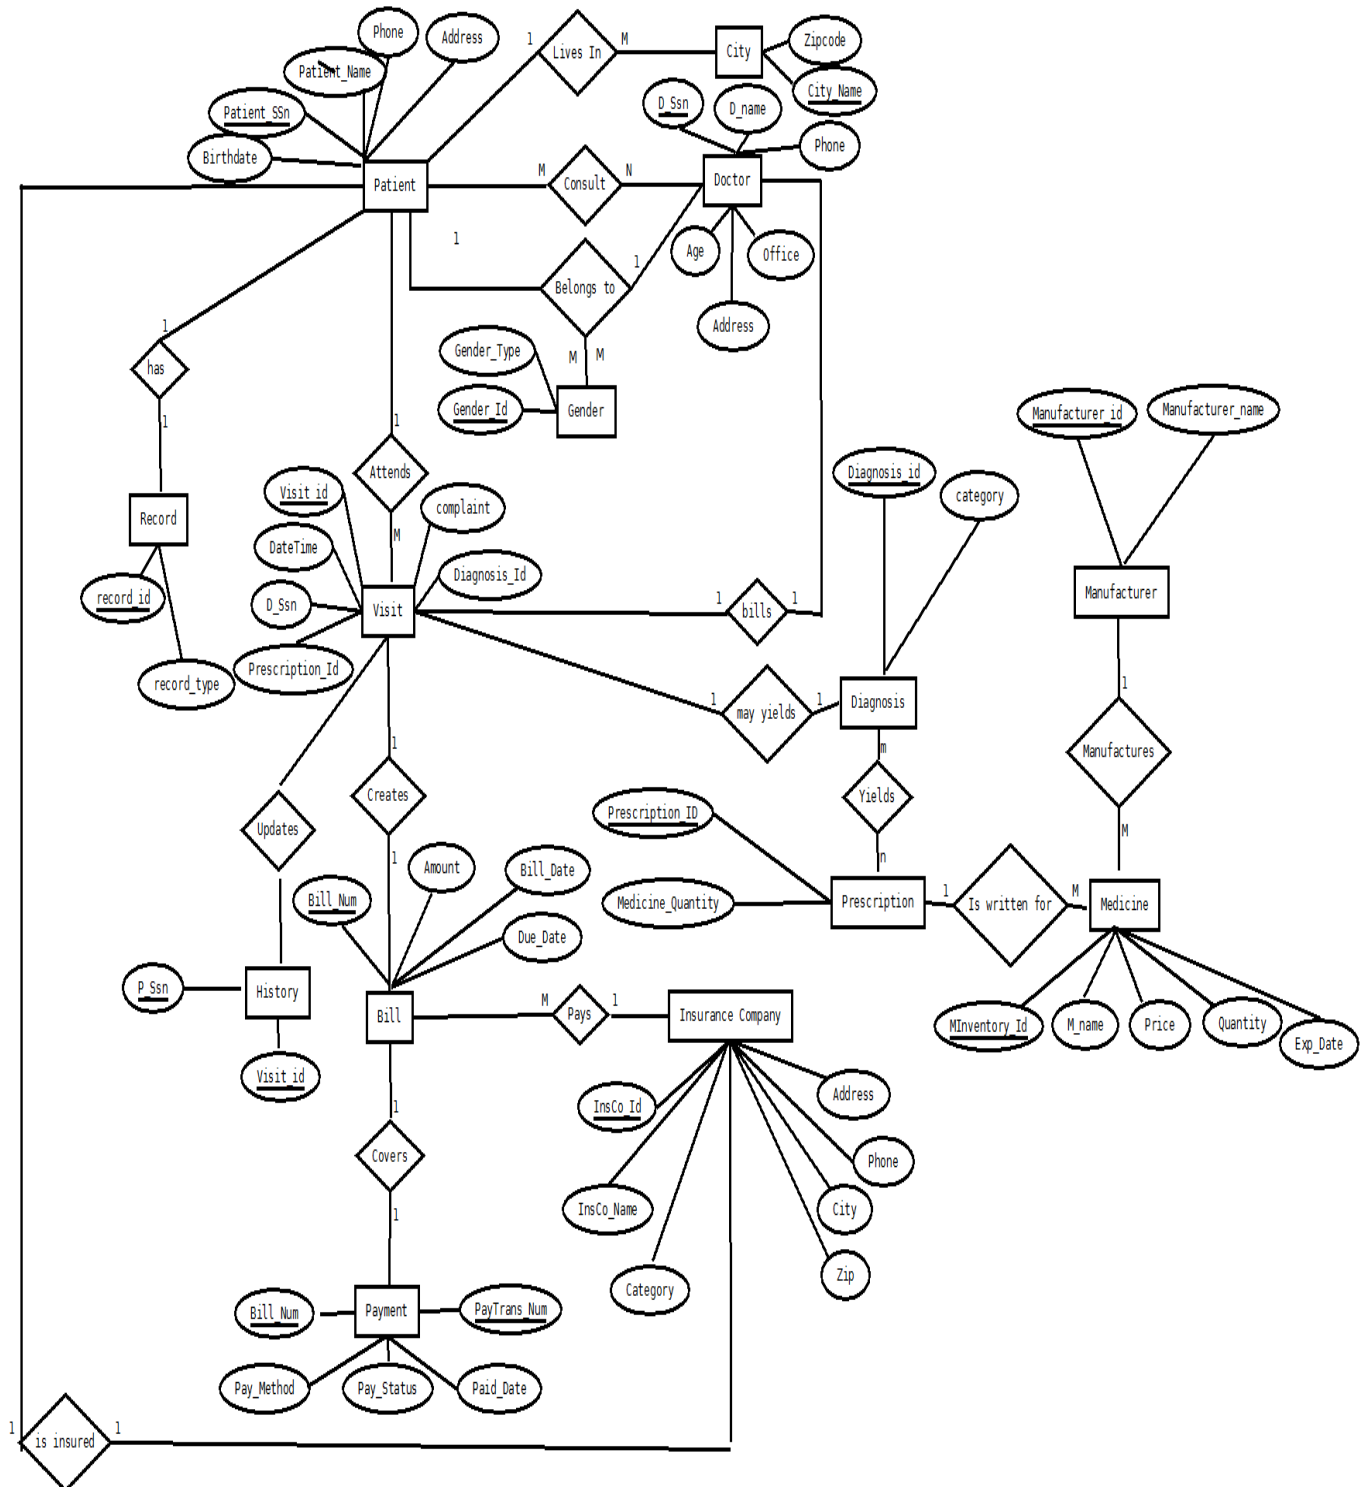 Phone
Address
1
Lives In
M
City
Zipcode
Patient_Name
City_Name
Patient_SSn
D_Ssn
D_name
Birthdate
Phone
Patient
M
Consult
N
Doctor
1
Age
Office
1
Belongs to
Address
1
Gender_Type
M
M
has
Gender_Id
Gender
1
1
Manufacturer_id
Manufacturer_name
Attends
Diagnosis_id
category
Visit_id
complaint
Record
M
DateTime
Diagnosis_Id
record_id
D_Ssn
Visit
1
bills
1
Manufacturer
Prescription_Id
record_type
1
may yields
1
Diagnosis
1
1
m
Manufactures
Creates
Yields
Updates
Prescription_ID
M
1
n
Amount
Bill_Date
Bill_Num
Medicine_Quantity
Prescription
1
Is written for
M
Medicine
Due_Date
P_Ssn
History
M
1
Bill
Pays
Insurance Company
MInventory_Id
M_name
Price
Quantity
Exp_Date
Visit_id
Address
InsCo_Id
1
Covers
Phone
InsCo_Name
City
1
Zip
Category
Bill_Num
Payment
PayTrans_Num
Pay_Method
Pay_Status
Paid_Date
1
is insured
1